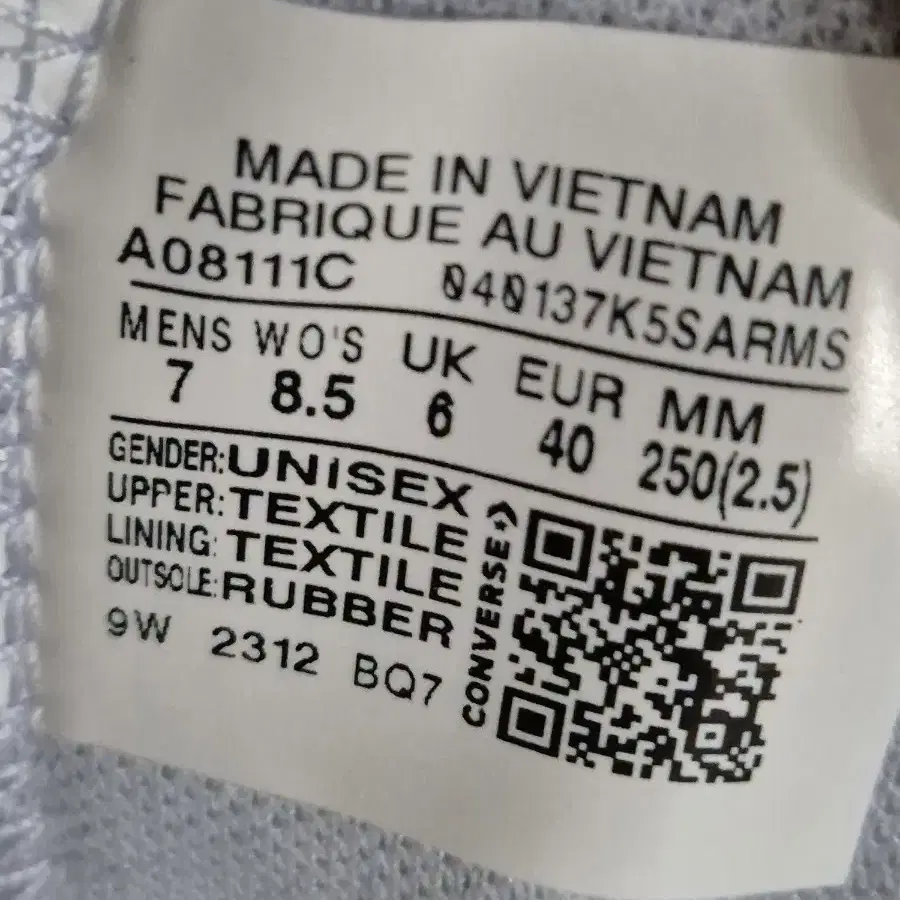 MADE IN VIETNAM
FABRIQUE AU VIETNAM
A08111C 040137K5SARMS
MENS WO'S UK EUR MM
7 8.5 6 40 250(2.5)
GENDER:UNISEX
UPPER:TEXTILE
LINING:TEXTILE
OUTSOLE:RUBBER
9W 2312 BQ7
CONVERSE